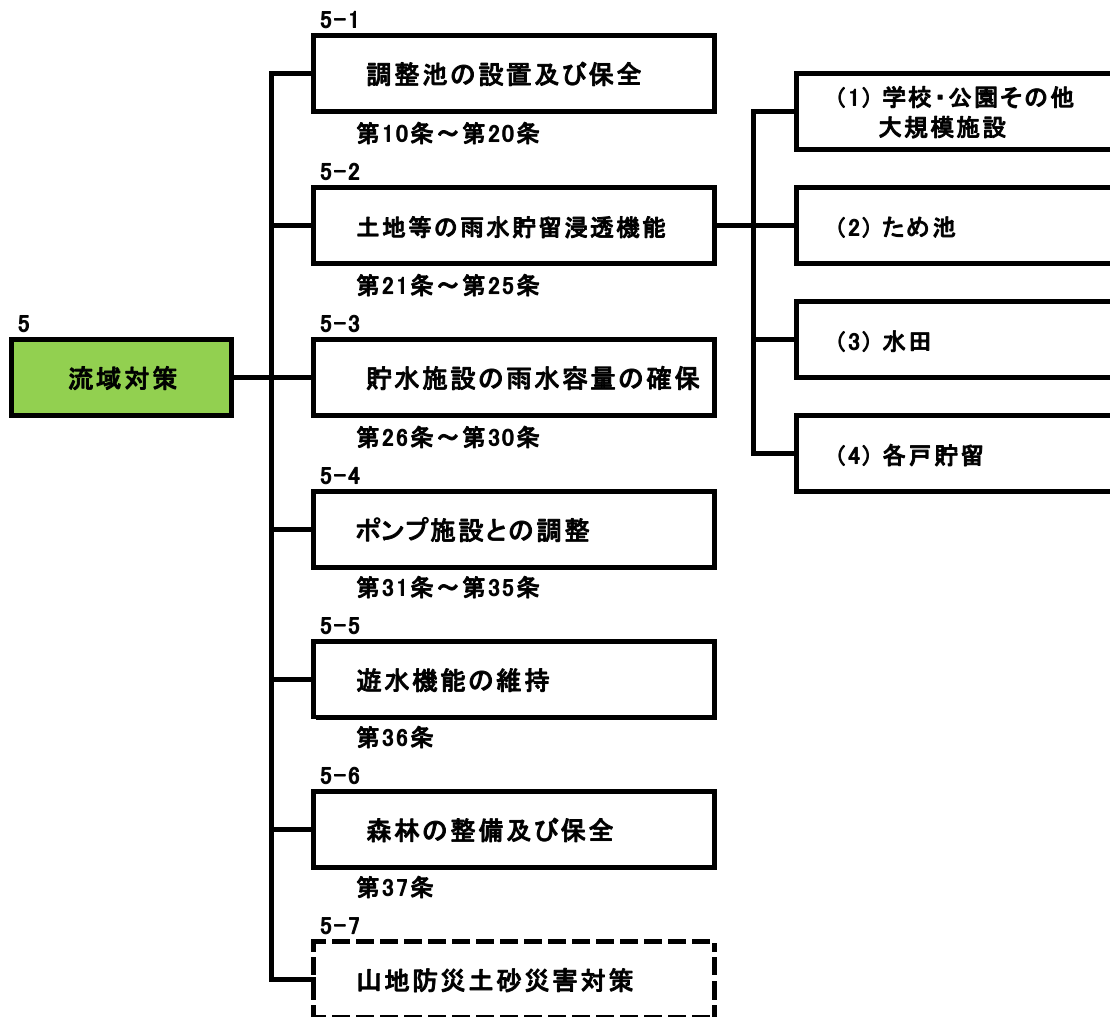 5
流域対策
5-1
調整池の設置及び保全
第10条～第20条
5-2
土地等の雨水貯留浸透機能
第21条～第25条
(1) 学校・公園その他
大規模施設
(2) ため池
(3) 水田
(4) 各戸貯留
5-3
貯水施設の雨水容量の確保
第26条～第30条
5-4
ポンプ施設との調整
第31条～第35条
5-5
遊水機能の維持
第36条
5-6
森林の整備及び保全
第37条
5-7
山地防災土砂災害対策